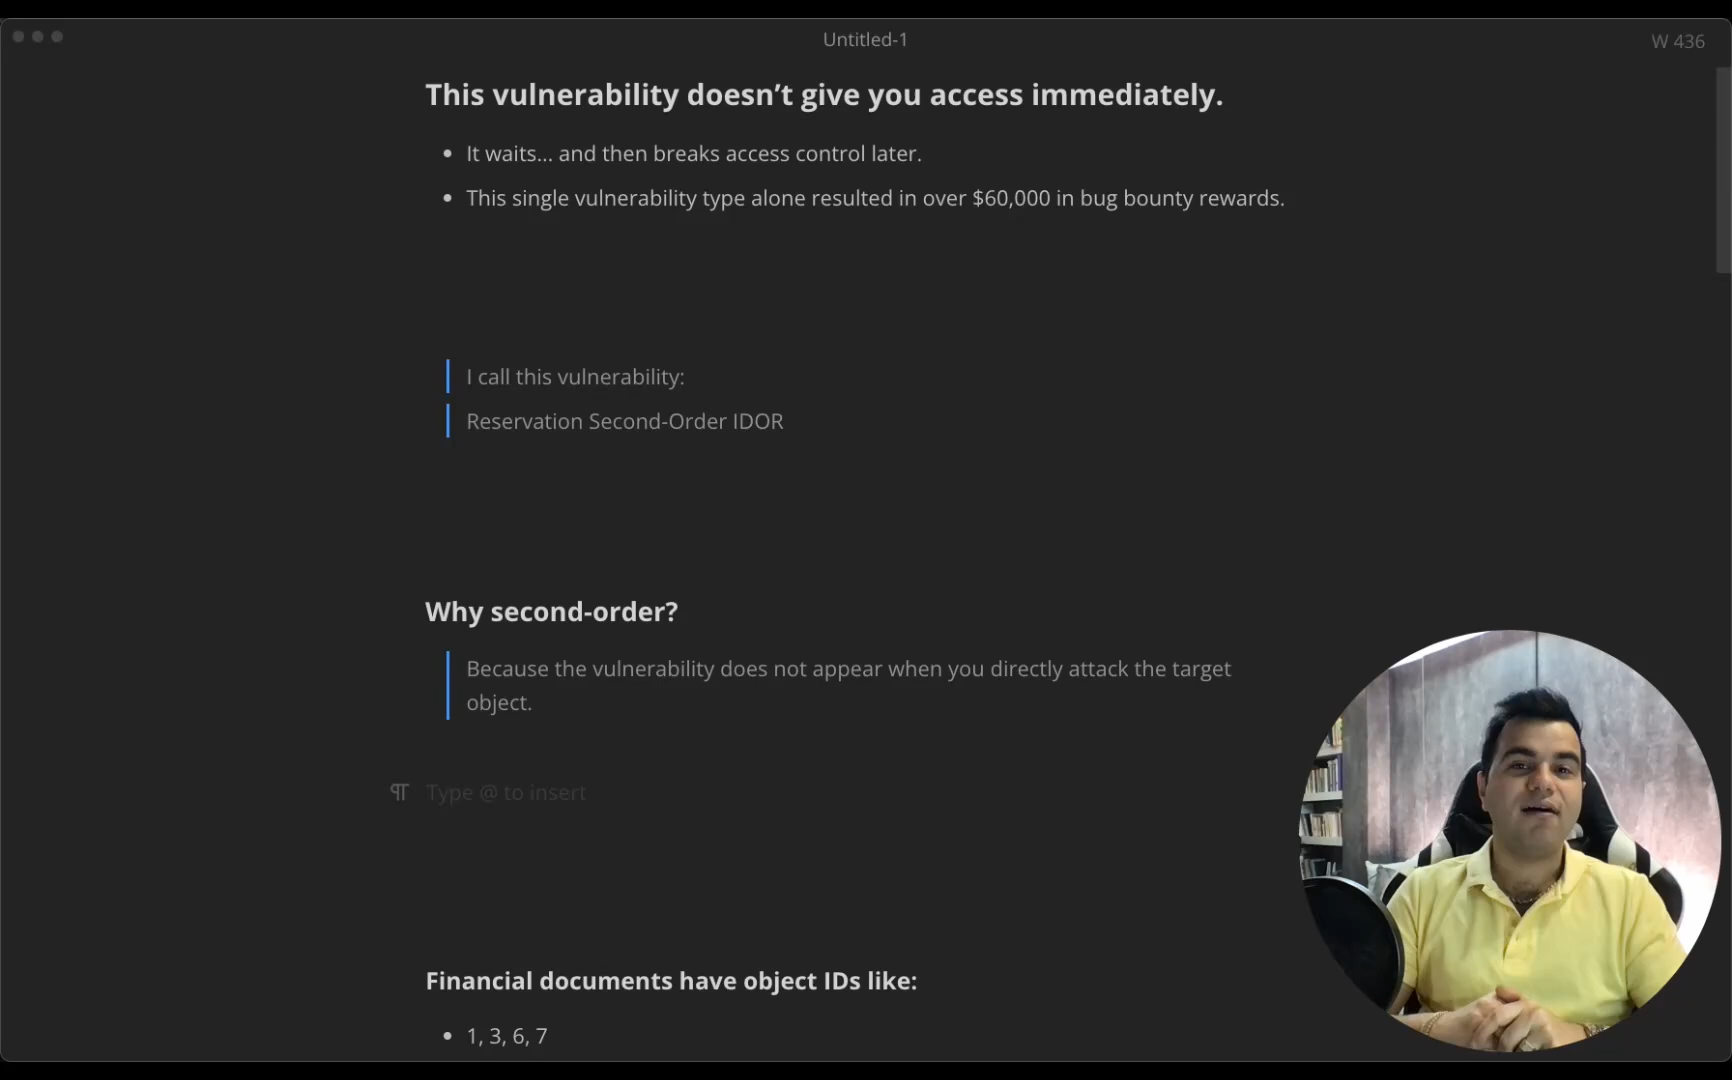 Untitled-1
W 436
This vulnerability doesn’t give you access immediately.
• It waits... and then breaks access control later.
• This single vulnerability type alone resulted in over $60,000 in bug bounty rewards.
I call this vulnerability:
Reservation Second-Order IDOR
Why second-order?
Because the vulnerability does not appear when you directly attack the target
object.
¶ Type @ to insert
Financial documents have object IDs like:
• 1, 3, 6, 7